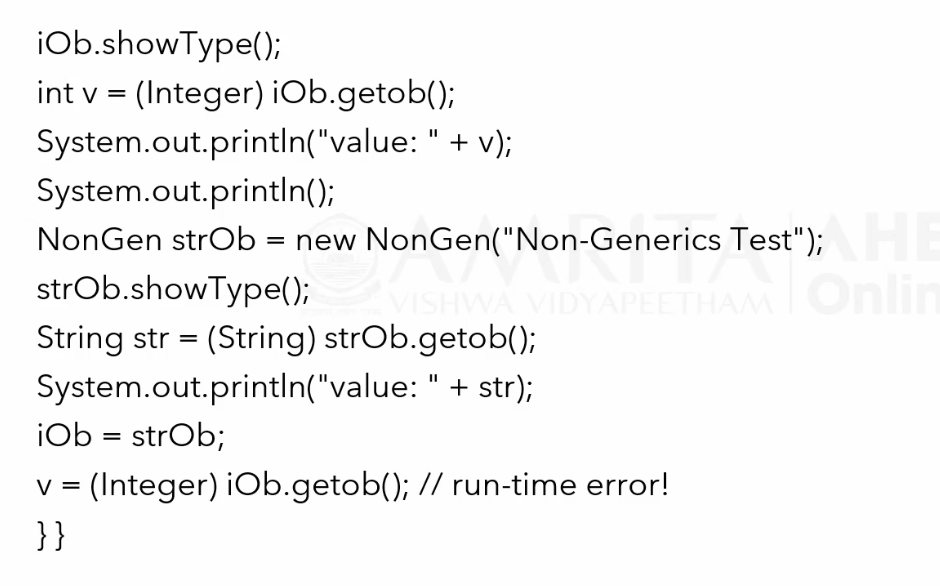 iOb.showType();
int v = (Integer) iOb.getob();
System.out.println("value: " + v);
System.out.println();
NonGen strOb = new NonGen("Non-Generics Test");
strOb.showType();
String str = (String) strOb.getob();
System.out.println("value: " + str);
iOb = strOb;
v = (Integer) iOb.getob(); // run-time error!
} }
AMRITA
VISHWA VIDYAPEETHAM